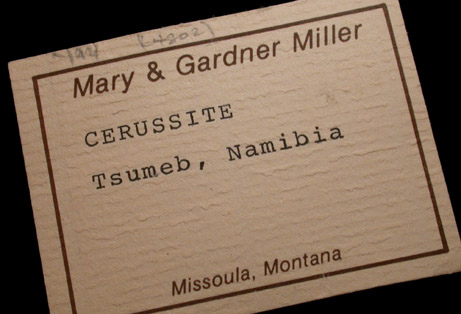 Mary & Gardner Miller
CERUSSITE
Tsumeb, Namibia
Missoula, Montana